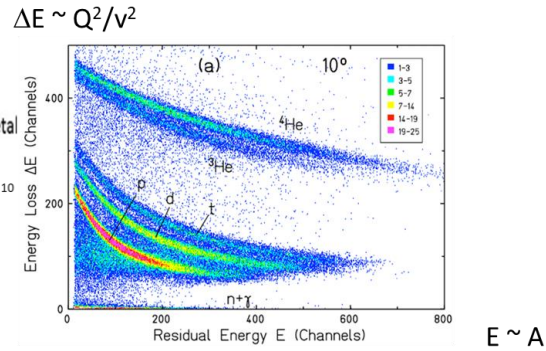 ΔE ~ Q²/v²
(a)
10°
1-3
3-5
5-7
7-14
14-19
19-25
400
200
0
Energy Loss ΔE (Channels)
⁴He
³He
p
d
t
n+γ
0
200
400
600
800
Residual Energy E (Channels)
E ~ A
etal
10